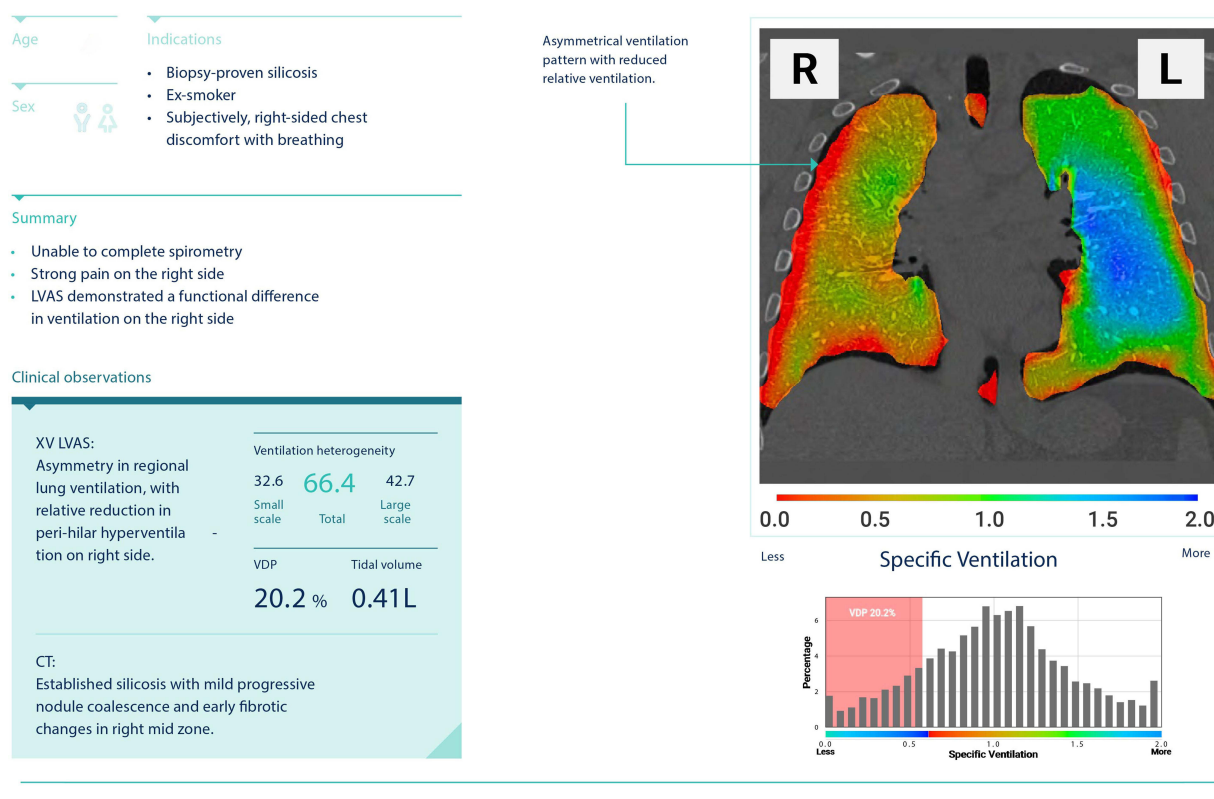 Age
Indications
• Biopsy-proven silicosis
• Ex-smoker
• Subjectively, right-sided chest
discomfort with breathing
Sex
Summary
• Unable to complete spirometry
• Strong pain on the right side
• LVAS demonstrated a functional difference
in ventilation on the right side
Clinical observations
XV LVAS:
Asymmetry in regional
lung ventilation, with
relative reduction in
peri-hilar hyperventila -
tion on right side.
Ventilation heterogeneity
32.6 66.4 42.7
Small scale Total Large scale
VDP Tidal volume
20.2 % 0.41L
CT:
Established silicosis with mild progressive
nodule coalescence and early fibrotic
changes in right mid zone.
Asymmetrical ventilation
pattern with reduced
relative ventilation.
R L
0.0 0.5 1.0 1.5 2.0
Less Specific Ventilation More
VDP 20.2%
Percentage
6
4
2
0
0.0 0.5 1.0 1.5 2.0
Less Specific Ventilation More